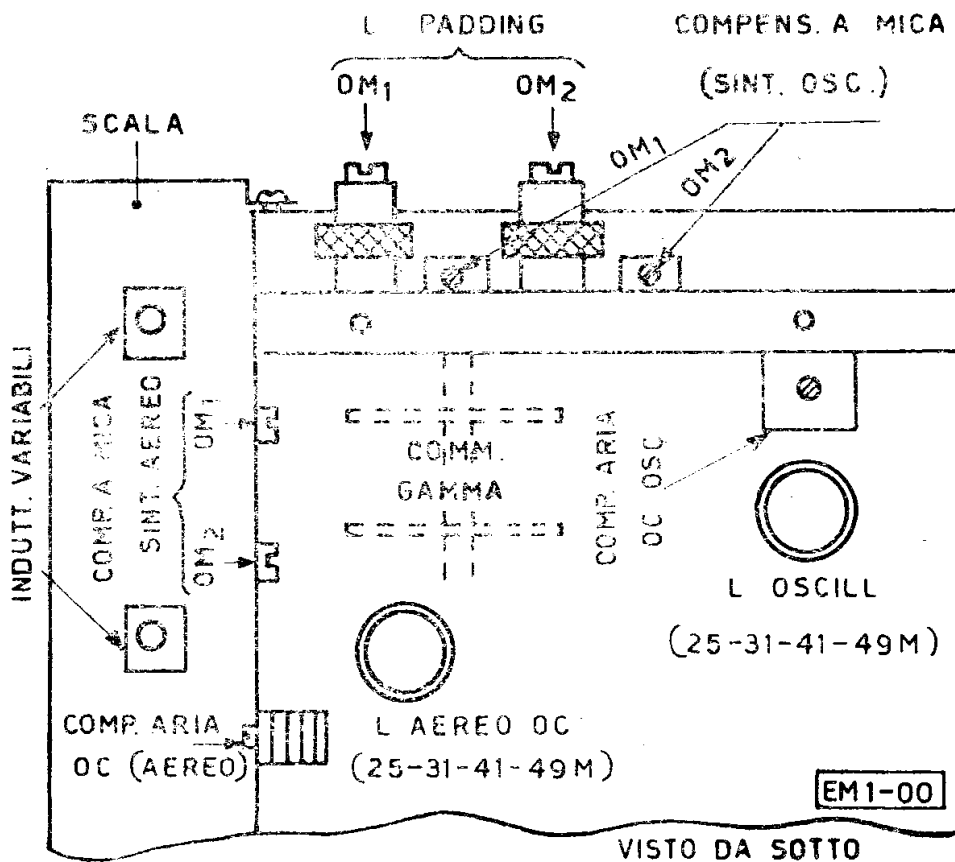 L PADDING
COMPENS. A MICA
(SINT. OSC.)
OM1
OM2
OM1
OM2
SCALA
INDUTT. VARIABILI
COMP. A MICA
SINT. AEREO
OM1
OM2
COMM.
GAMMA
COMP. ARIA
OC OSC
L OSCILL
(25-31-41-49M)
COMP. ARIA
OC (AEREO)
L AEREO OC
(25-31-41-49M)
EM1-00
VISTO DA SOTTO